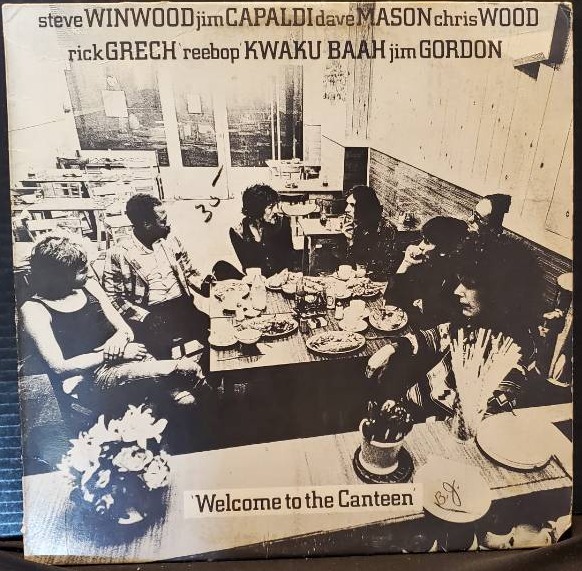 steve WINWOOD jim CAPALDI dave MASON chris WOOD
rick GRECH 'reebop' KWAKU BAAH jim GORDON
30
'Welcome to the Canteen'
B.J.